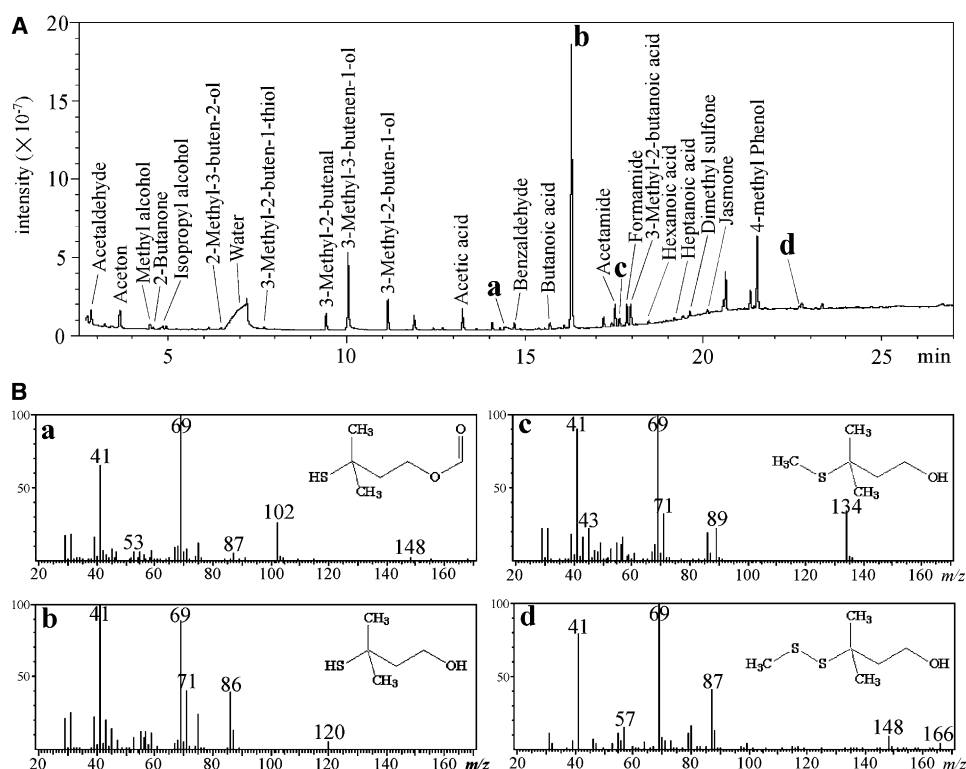 A
20
15
10
5
0
intensity (×10⁻⁷)
Acetaldehyde
Aceton
Methyl alcohol
2-Butanone
Isopropyl alcohol
2-Methyl-3-buten-2-ol
Water
3-Methyl-2-buten-1-thiol
3-Methyl-2-butenal
3-Methyl-3-butenen-1-ol
3-Methyl-2-buten-1-ol
Acetic acid
a
Benzaldehyde
Butanoic acid
b
Acetamide
c
Formamide
3-Methyl-2-butanoic acid
Hexanoic acid
Heptanoic acid
Dimethyl sulfone
Jasmone
4-methyl Phenol
d
5 10 15 20 25 min
B
100
50
a
41
53
69
87
102
148
CH₃
HS
CH₃
O
O
20 40 60 80 100 120 140 160
100
50
c
41
43
69
71
89
134
CH₃
H₃C
S
CH₃
OH
20 40 60 80 100 120 140 160 m/z
100
50
b
41
69
71
86
120
CH₃
HS
CH₃
OH
20 40 60 80 100 120 140 m/z
100
50
d
41
57
69
87
148
166
CH₃
S
H₃C
S
CH₃
OH
20 40 60 80 100 120 140 160 m/z